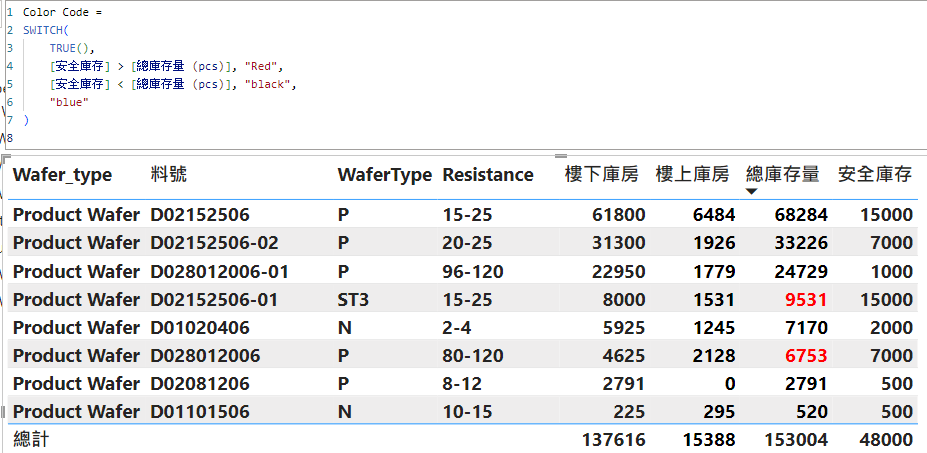 1 Color Code =
2 SWITCH(
3 TRUE(),
4 [安全庫存] > [總庫存量 (pcs)], "Red",
5 [安全庫存] < [總庫存量 (pcs)], "black",
6 "blue"
7 )
8
Wafer_type 料號 WaferType Resistance 樓下庫房 樓上庫房 總庫存量 安全庫存
Product Wafer D02152506 P 15-25 61800 6484 68284 15000
Product Wafer D02152506-02 P 20-25 31300 1926 33226 7000
Product Wafer D028012006-01 P 96-120 22950 1779 24729 1000
Product Wafer D02152506-01 ST3 15-25 8000 1531 9531 15000
Product Wafer D01020406 N 2-4 5925 1245 7170 2000
Product Wafer D028012006 P 80-120 4625 2128 6753 7000
Product Wafer D02081206 P 8-12 2791 0 2791 500
Product Wafer D01101506 N 10-15 225 295 520 500
總計 137616 15388 153004 48000